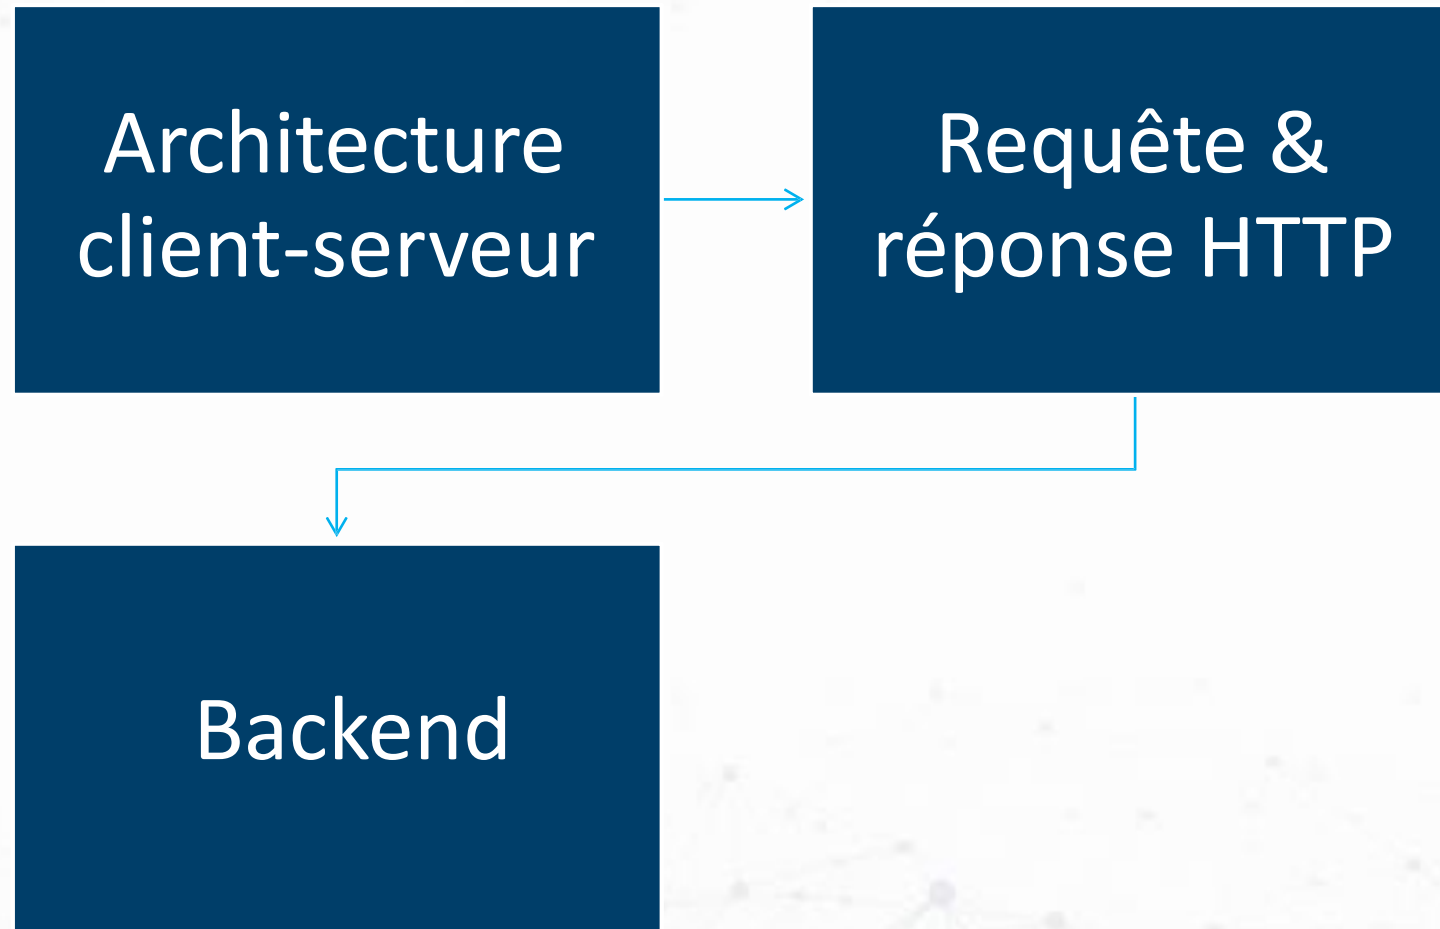 Architecture
client-serveur
Requête &
réponse HTTP
Backend